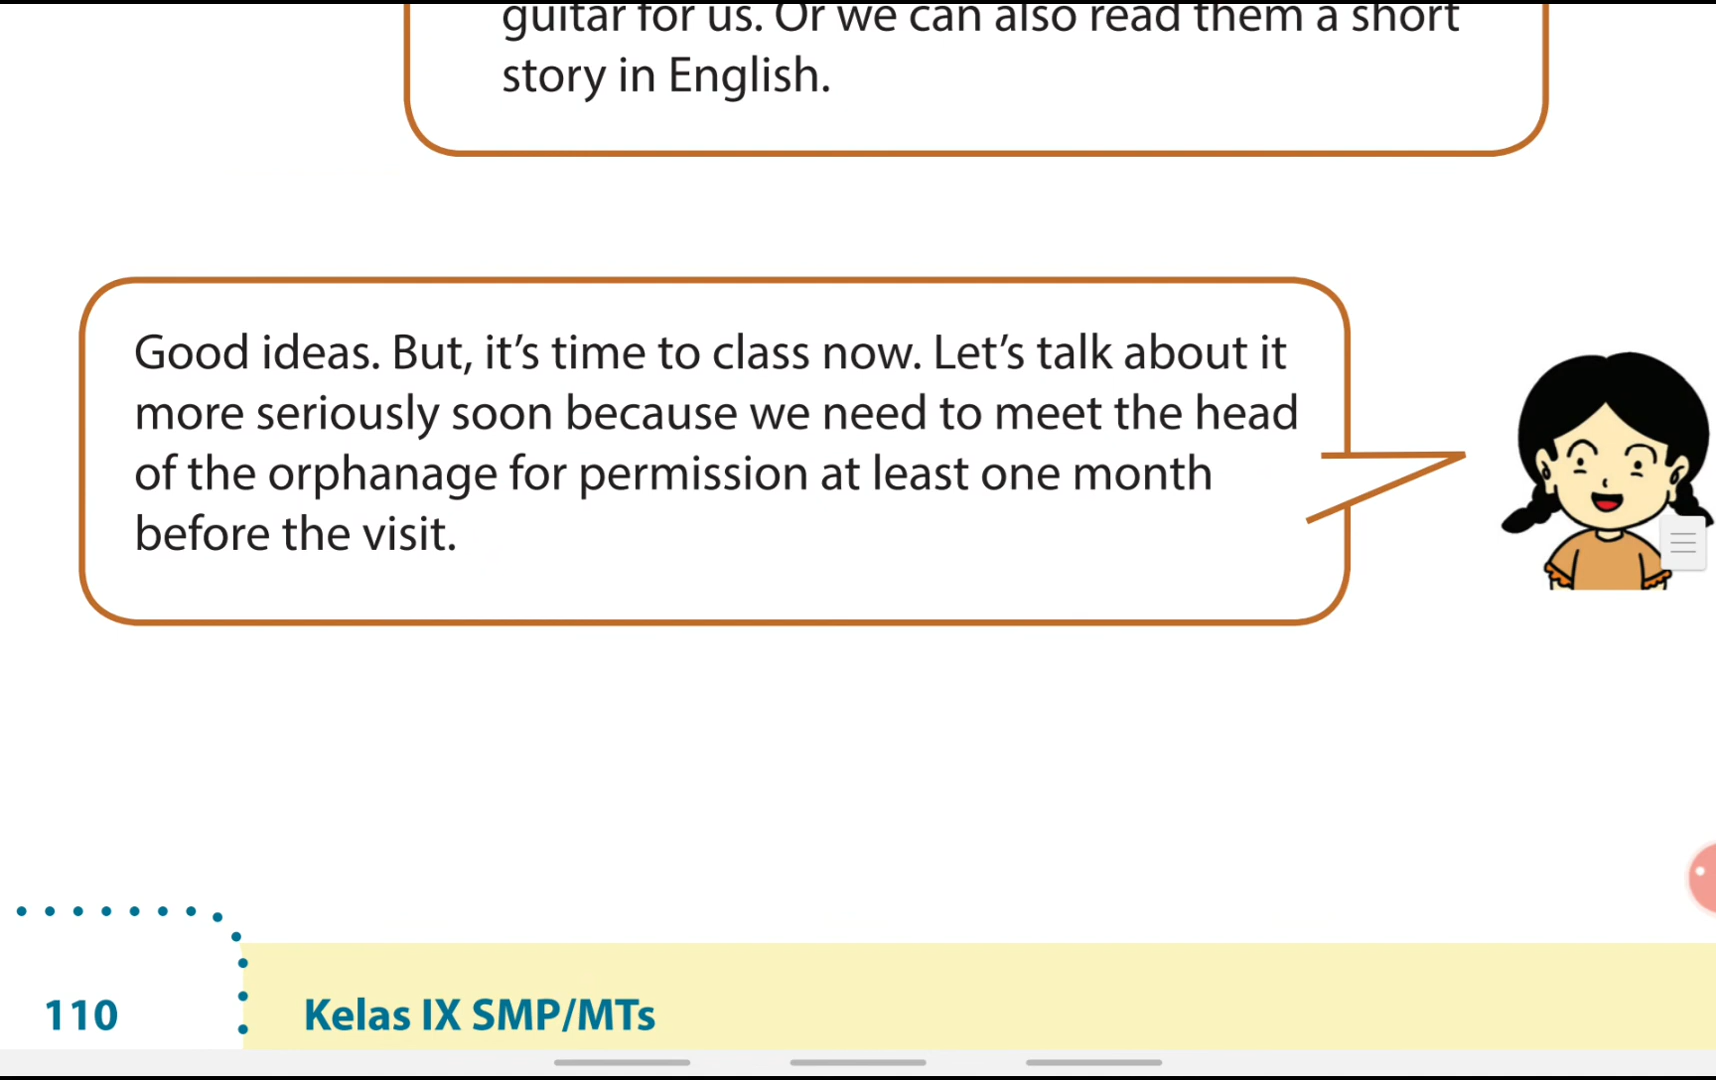 guitar for us. Or we can also read them a short
story in English.
Good ideas. But, it’s time to class now. Let’s talk about it
more seriously soon because we need to meet the head
of the orphanage for permission at least one month
before the visit.
110
Kelas IX SMP/MTs